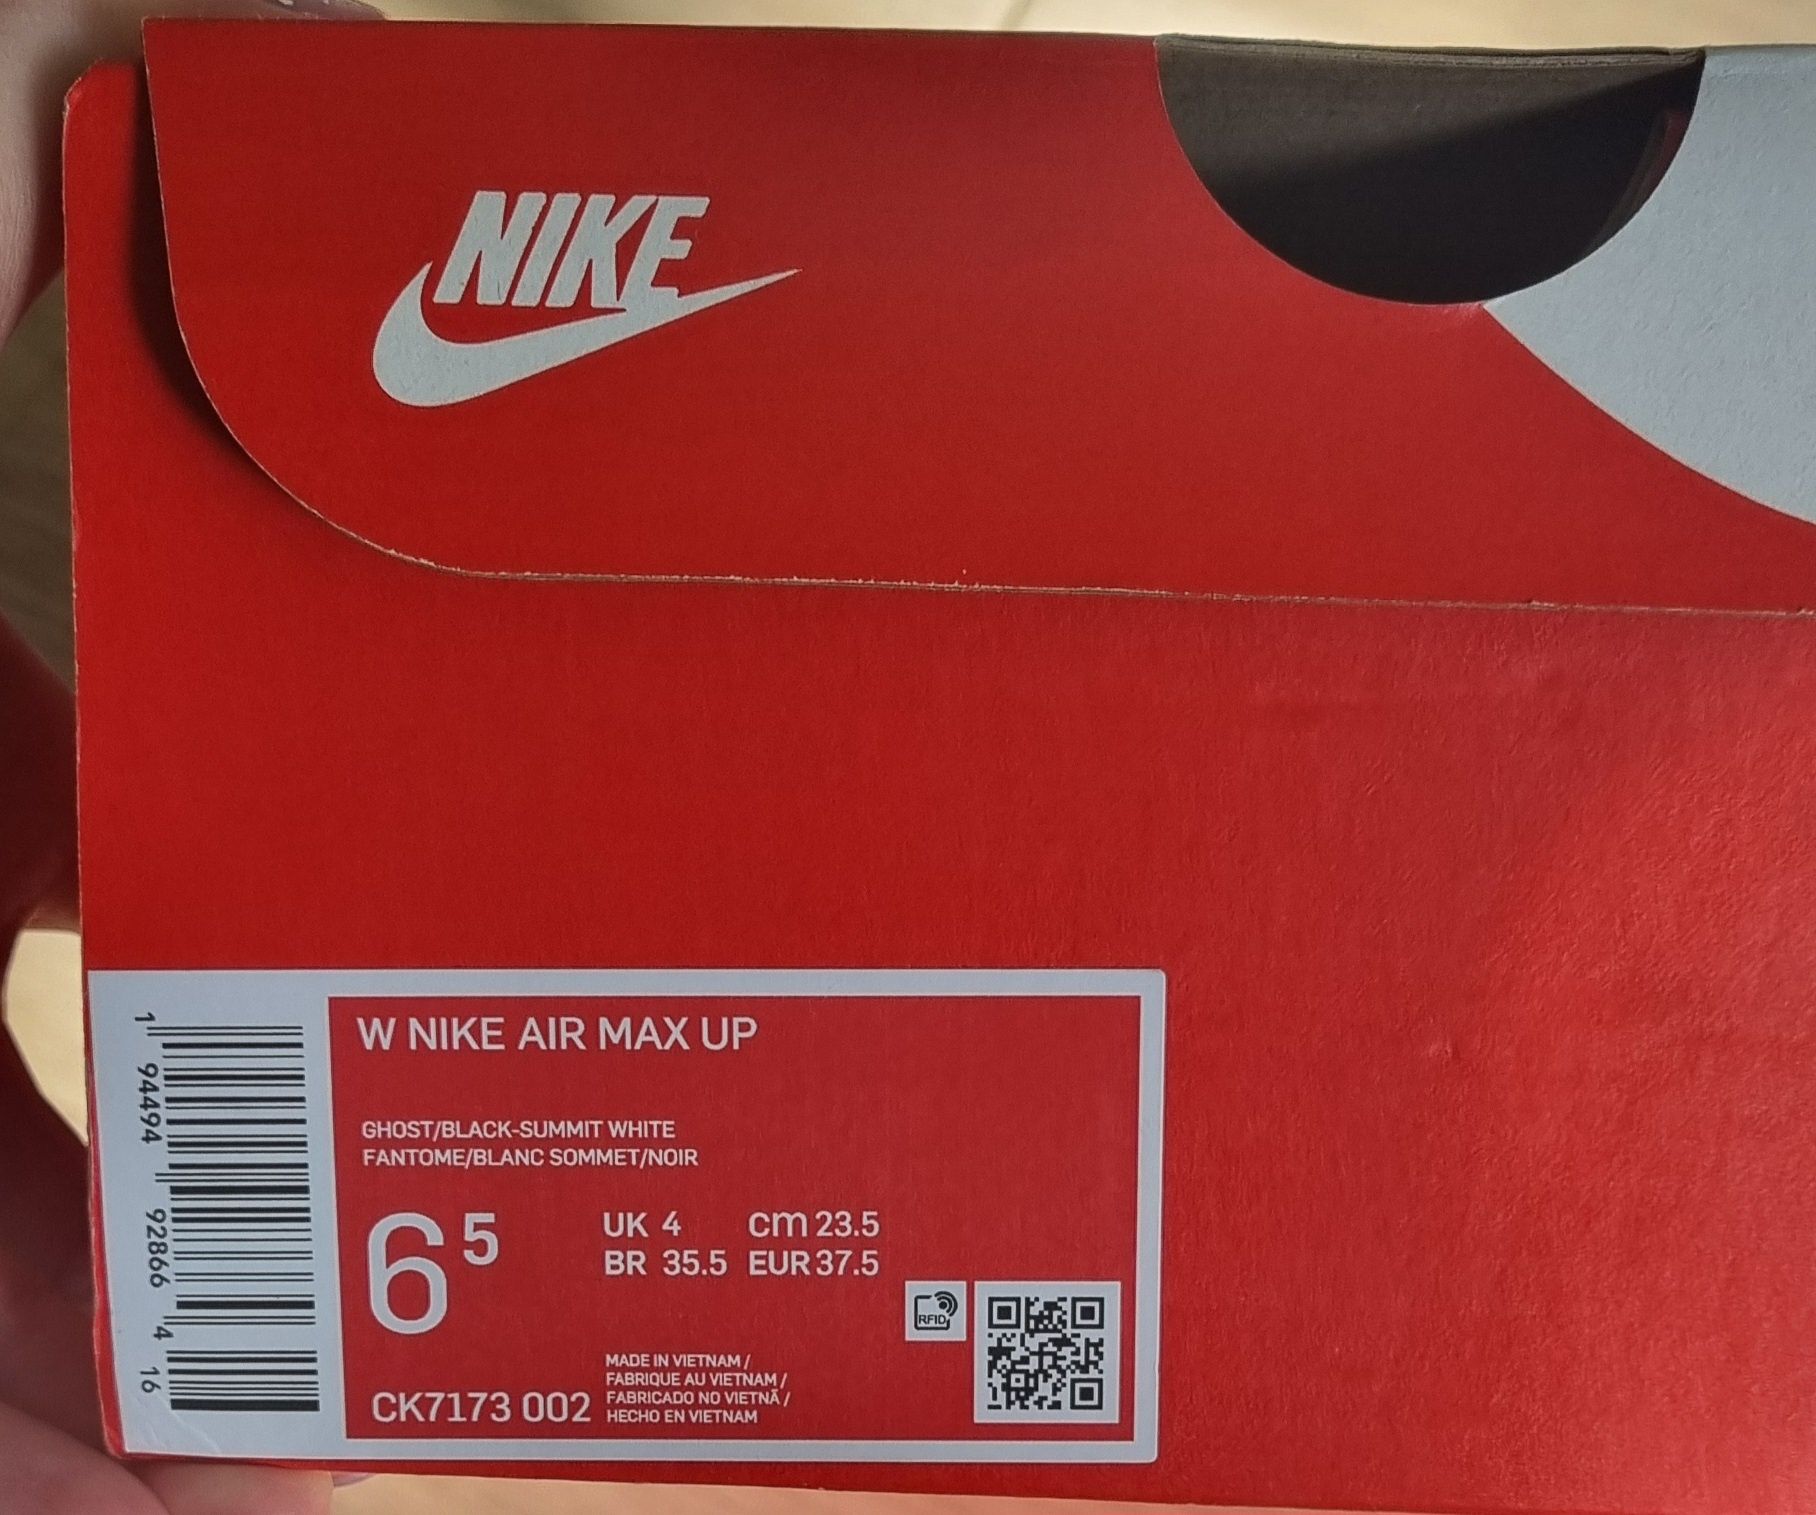 NIKE
W NIKE AIR MAX UP
GHOST/BLACK-SUMMIT WHITE
FANTOME/BLANC SOMMET/NOIR
6 5
UK 4 cm 23.5
BR 35.5 EUR 37.5
RFID
MADE IN VIETNAM /
FABRIQUE AU VIETNAM /
FABRICADO NO VIETNÃ /
HECHO EN VIETNAM
CK7173 002
1 94494 92866 4 16